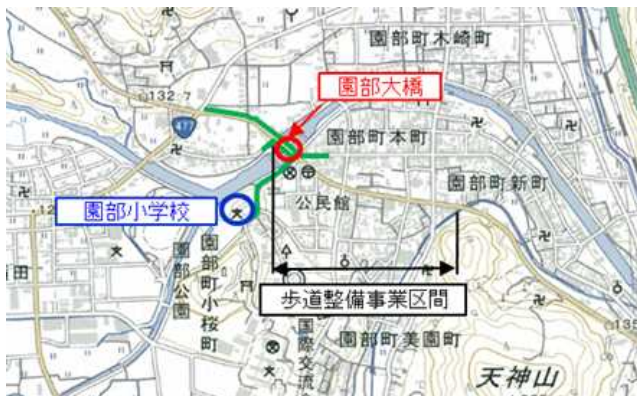 園部町木崎町
132.7
園部大橋
477
園部町本町
園部町新町
園部小学校
公民館
園部公園
園部町小桜町
歩道整備事業区間
国際交流
園部町美園町
天神山
132